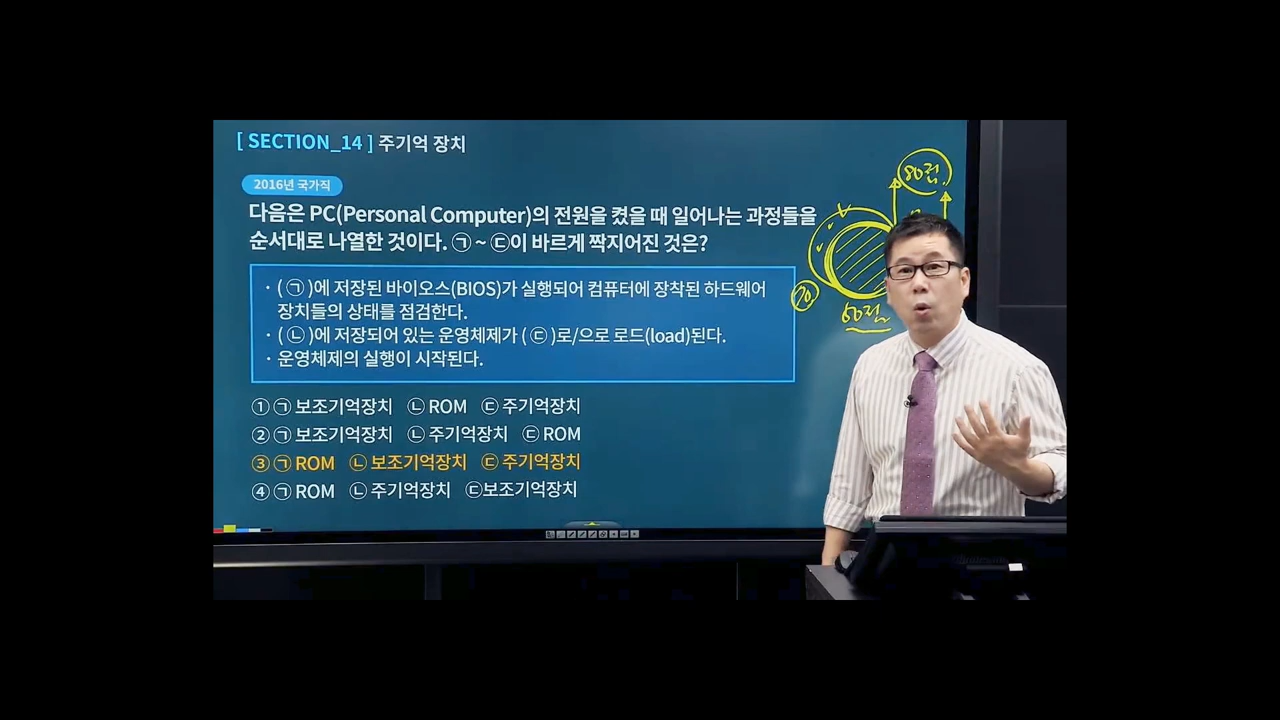 [ SECTION_14 ] 주기억 장치
2016년 국가직
다음은 PC(Personal Computer)의 전원을 켰을 때 일어나는 과정들을
순서대로 나열한 것이다. ㉠ ~ ㉢이 바르게 짝지어진 것은?
· ( ㉠ )에 저장된 바이오스(BIOS)가 실행되어 컴퓨터에 장착된 하드웨어
장치들의 상태를 점검한다.
· ( ㉡ )에 저장되어 있는 운영체제가 ( ㉢ )로/으로 로드(load)된다.
· 운영체제의 실행이 시작된다.
① ㉠ 보조기억장치 ㉡ ROM ㉢ 주기억장치
② ㉠ 보조기억장치 ㉡ 주기억장치 ㉢ ROM
③ ㉠ ROM ㉡ 보조기억장치 ㉢ 주기억장치
④ ㉠ ROM ㉡ 주기억장치 ㉢보조기억장치
80점.
60점
20